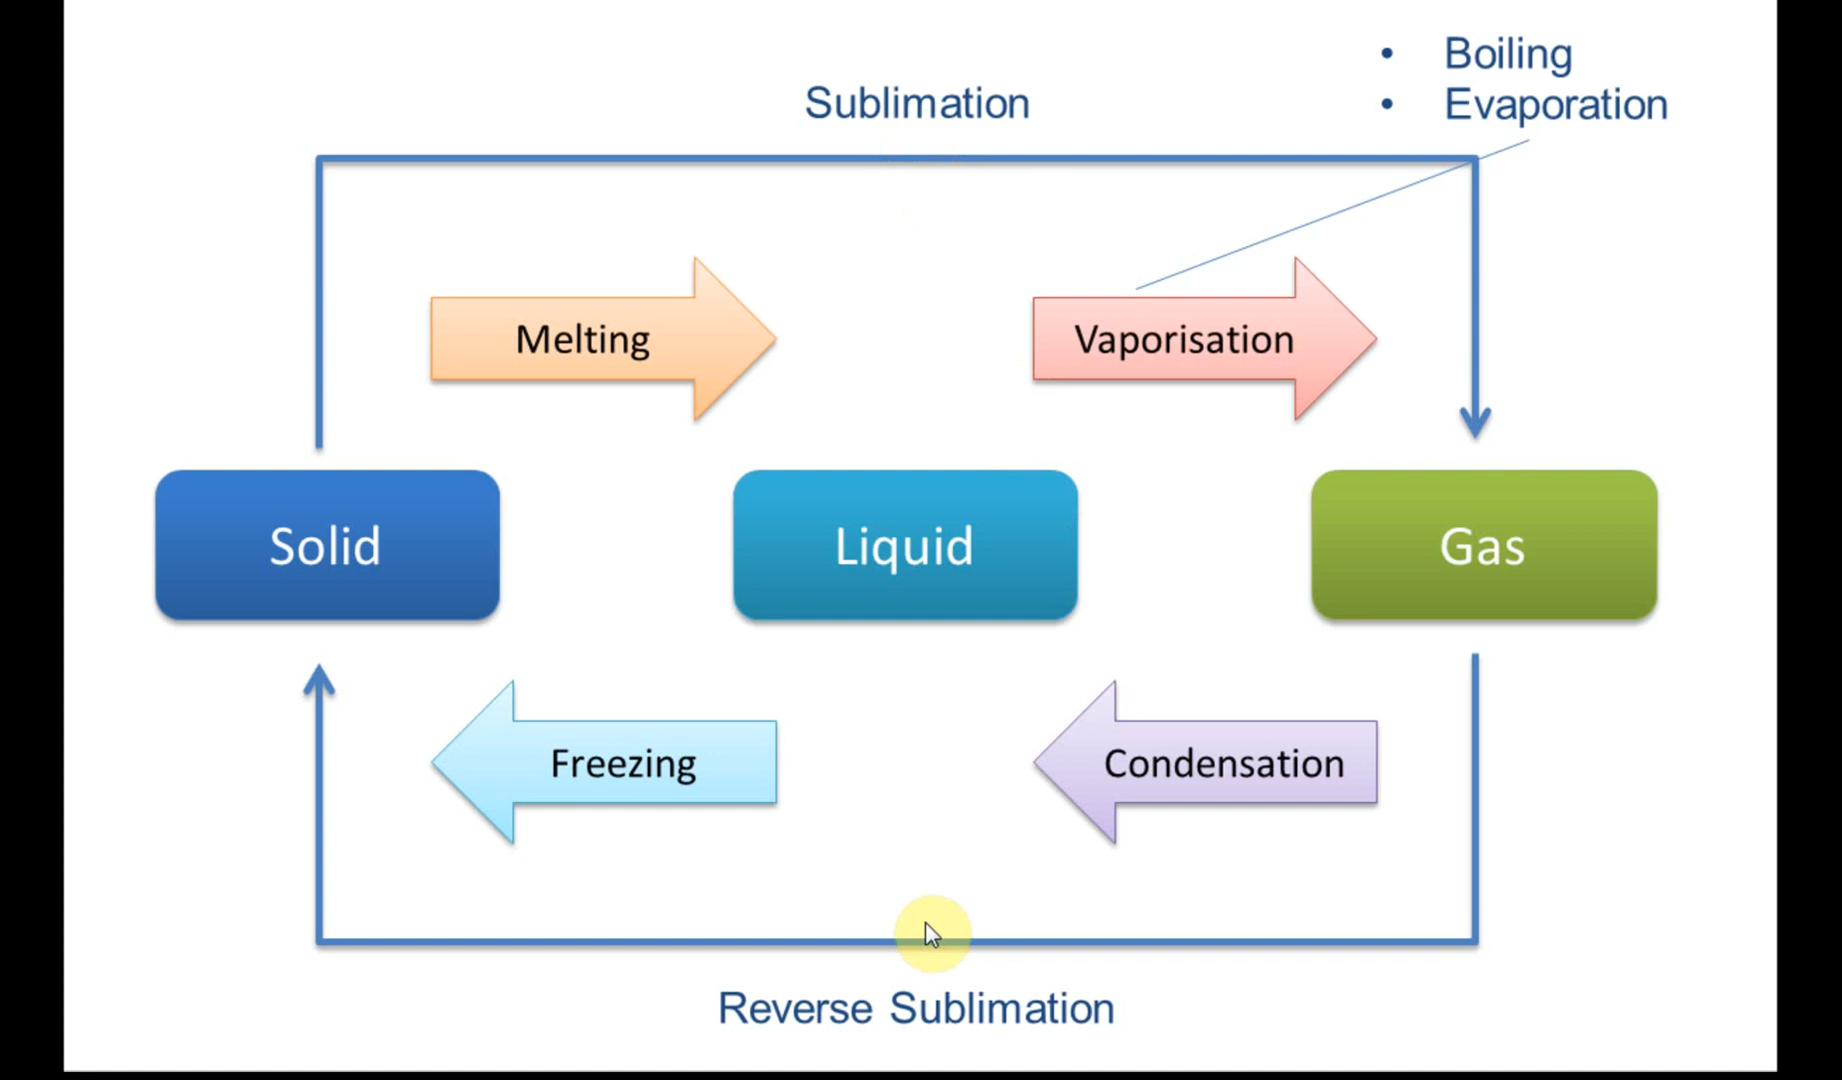 • Boiling
• Evaporation
Sublimation
Melting
Vaporisation
Solid
Liquid
Gas
Freezing
Condensation
Reverse Sublimation